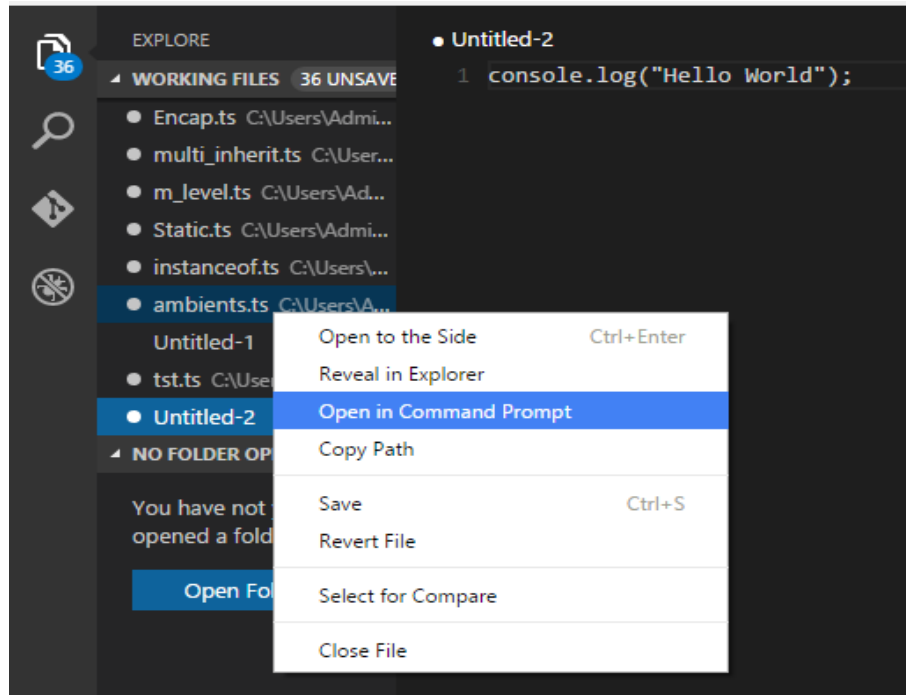 EXPLORE
36
WORKING FILES 36 UNSAVE
Encap.ts C:\Users\Admi...
multi_inherit.ts C:\User...
m_level.ts C:\Users\Ad...
Static.ts C:\Users\Admi...
instanceof.ts C:\Users\...
ambients.ts C:\Users\A...
Untitled-1
tst.ts C:\Use
Untitled-2
NO FOLDER OP
You have not
opened a fold
Open Fol
● Untitled-2
1 console.log("Hello World");
Open to the Side Ctrl+Enter
Reveal in Explorer
Open in Command Prompt
Copy Path
Save Ctrl+S
Revert File
Select for Compare
Close File